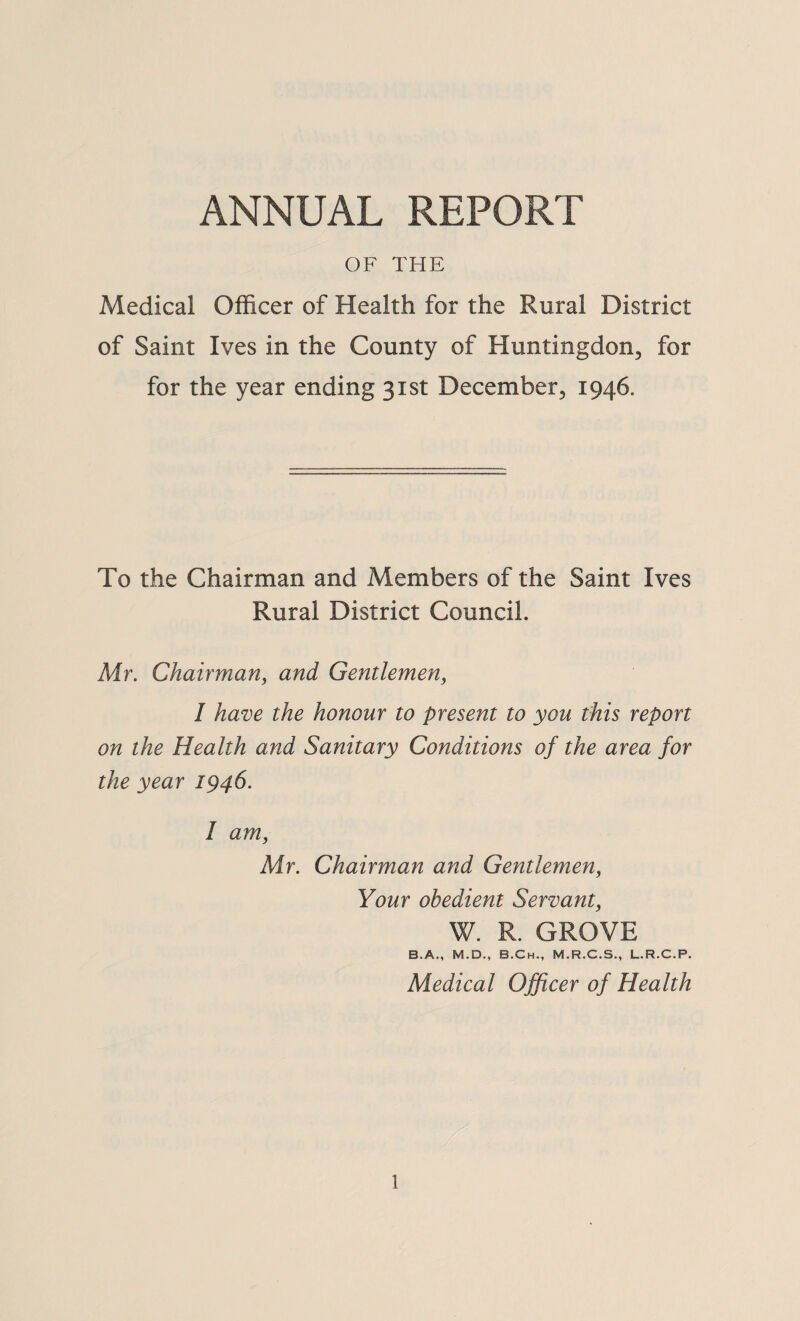 ANNUAL REPORT
OF THE
Medical Officer of Health for the Rural District
of Saint Ives in the County of Huntingdon, for
for the year ending 31st December, 1946.
To the Chairman and Members of the Saint Ives
Rural District Council.
Mr. Chairman, and Gentlemen,
I have the honour to present to you this report
on the Health and Sanitary Conditions of the area for
the year 1946.
I am,
Mr. Chairman and Gentlemen,
Your obedient Servant,
W. R. GROVE
B.A., M.D., B.CH., M.R.C.S., L.R.C.P.
Medical Officer of Health
1